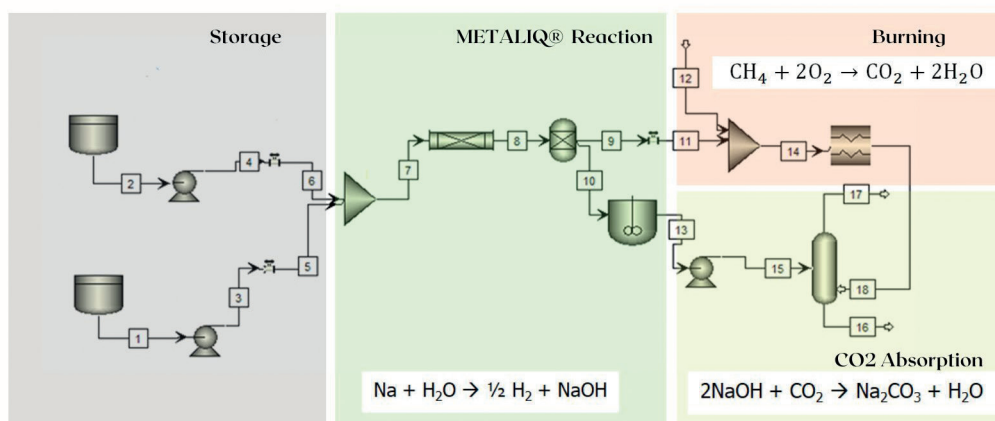 Storage
METALIQ® Reaction
Burning
CH₄ + 2O₂ → CO₂ + 2H₂O
12
4
2
6
7
8
9
11
14
10
17
13
3
5
15
18
1
16
CO2 Absorption
Na + H₂O → ½ H₂ + NaOH
2NaOH + CO₂ → Na₂CO₃ + H₂O